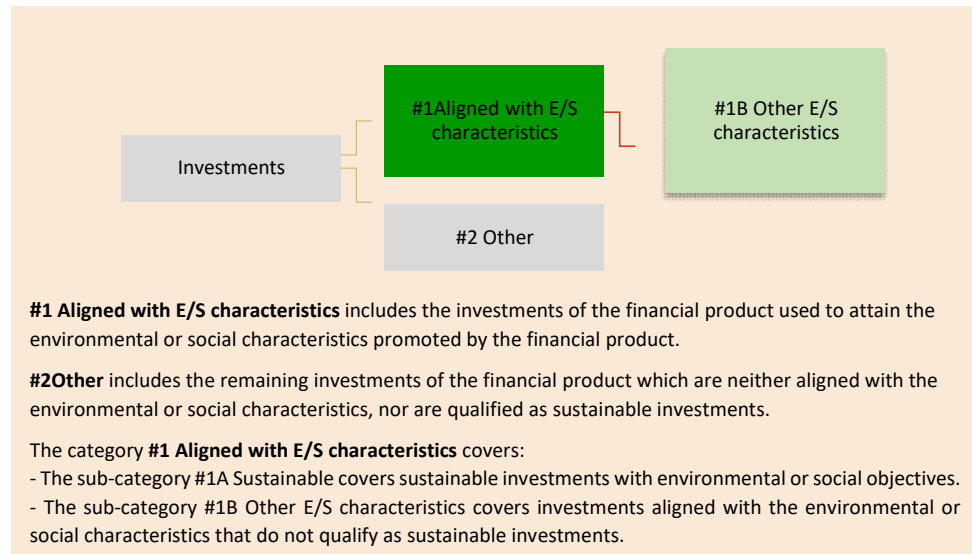 #1Aligned with E/S
characteristics
#1B Other E/S
characteristics
Investments
#2 Other
#1 Aligned with E/S characteristics includes the investments of the financial product used to attain the
environmental or social characteristics promoted by the financial product.
#2Other includes the remaining investments of the financial product which are neither aligned with the
environmental or social characteristics, nor are qualified as sustainable investments.
The category #1 Aligned with E/S characteristics covers:
- The sub-category #1A Sustainable covers sustainable investments with environmental or social objectives.
- The sub-category #1B Other E/S characteristics covers investments aligned with the environmental or
social characteristics that do not qualify as sustainable investments.